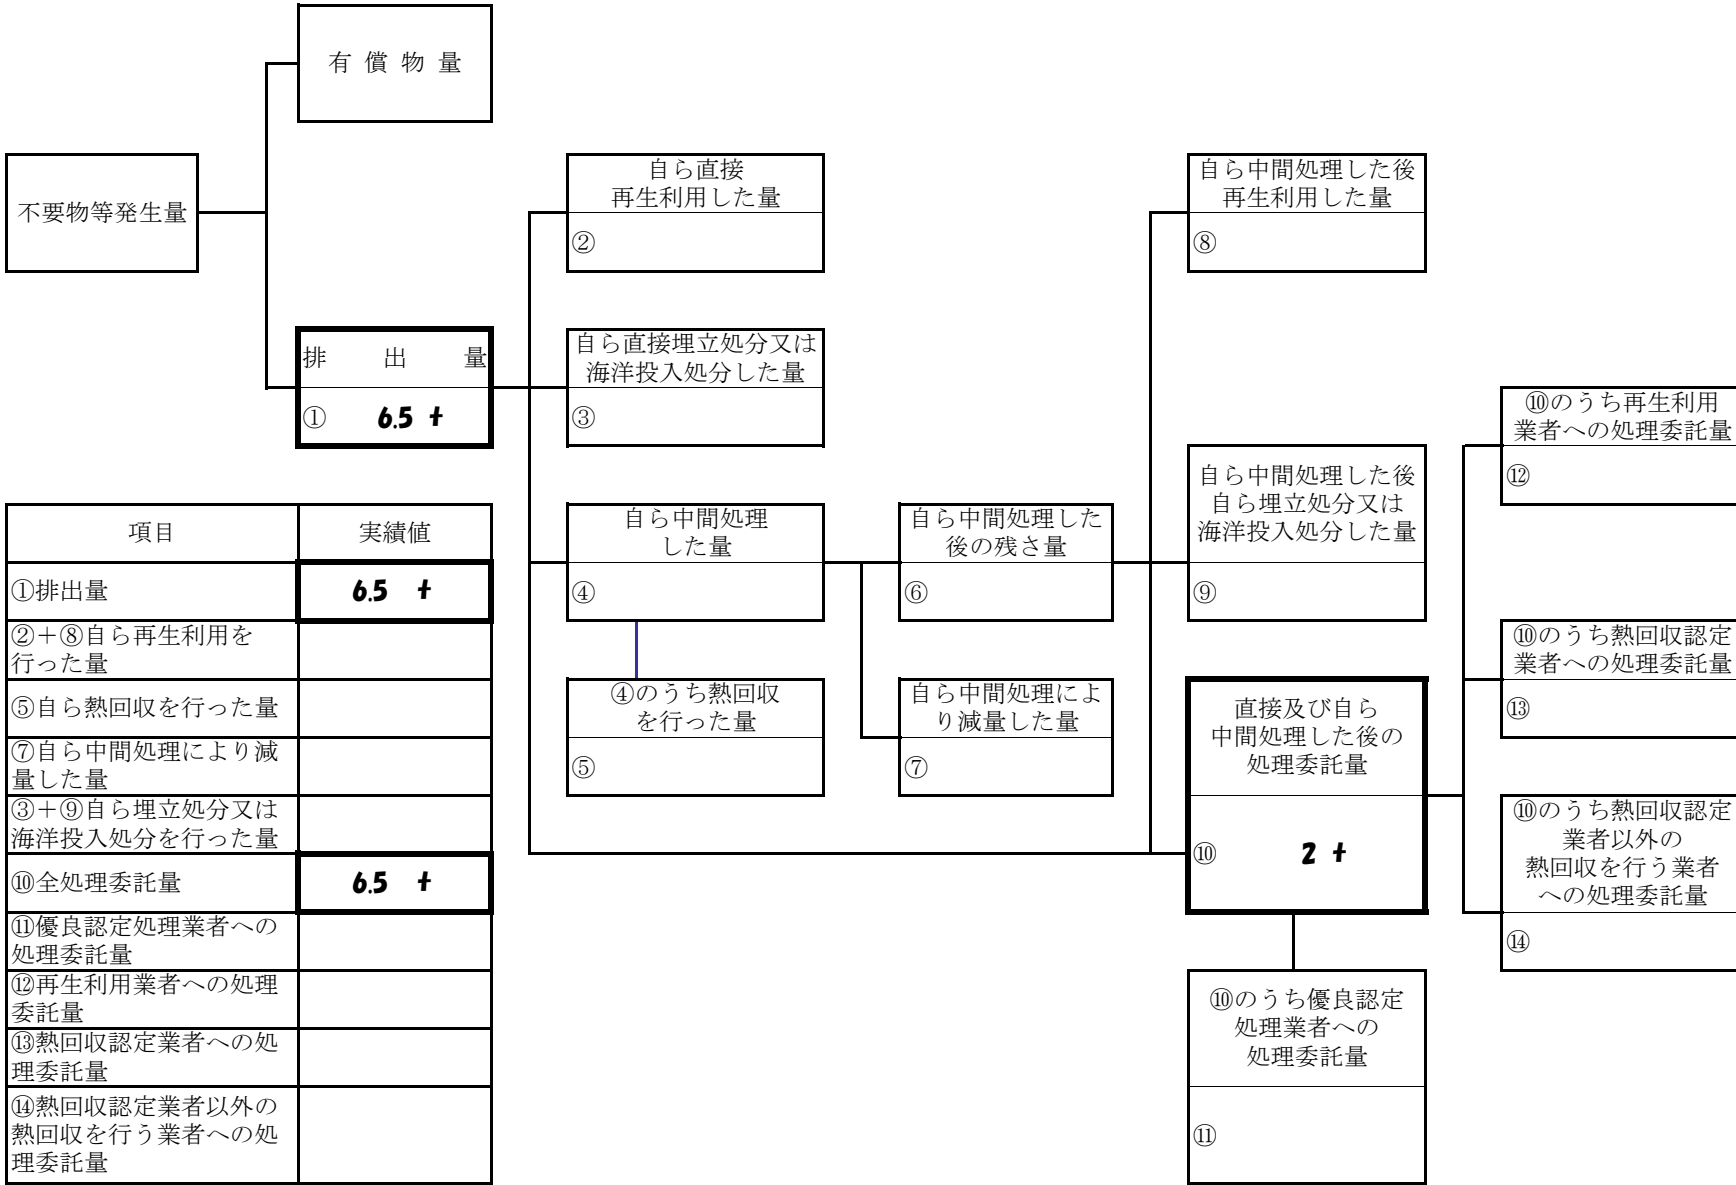 有償物量
不要物等発生量
自ら直接
再生利用した量
②
自ら中間処理した後
再生利用した量
⑧
排出量
① 6.5 t
自ら直接埋立処分又は
海洋投入処分した量
③
⑩のうち再生利用
業者への処理委託量
⑫
自ら中間処理した後
自ら埋立処分又は
海洋投入処分した量
⑨
自ら中間処理
した量
④
自ら中間処理した
後の残さ量
⑥
⑩のうち熱回収認定
業者への処理委託量
⑬
④のうち熱回収
を行った量
⑤
自ら中間処理によ
り減量した量
⑦
直接及び自ら
中間処理した後の
処理委託量
⑩ 2 t
⑩のうち熱回収認定
業者以外の
熱回収を行う業者
への処理委託量
⑭
⑩のうち優良認定
処理業者への
処理委託量
⑪
項目 実績値
①排出量 6.5 t
②＋⑧自ら再生利用を
行った量
⑤自ら熱回収を行った量
⑦自ら中間処理により減
量した量
③＋⑨自ら埋立処分又は
海洋投入処分を行った量
⑩全処理委託量 6.5 t
⑪優良認定処理業者への
処理委託量
⑫再生利用業者への処理
委託量
⑬熱回収認定業者への処
理委託量
⑭熱回収認定業者以外の
熱回収を行う業者への処
理委託量